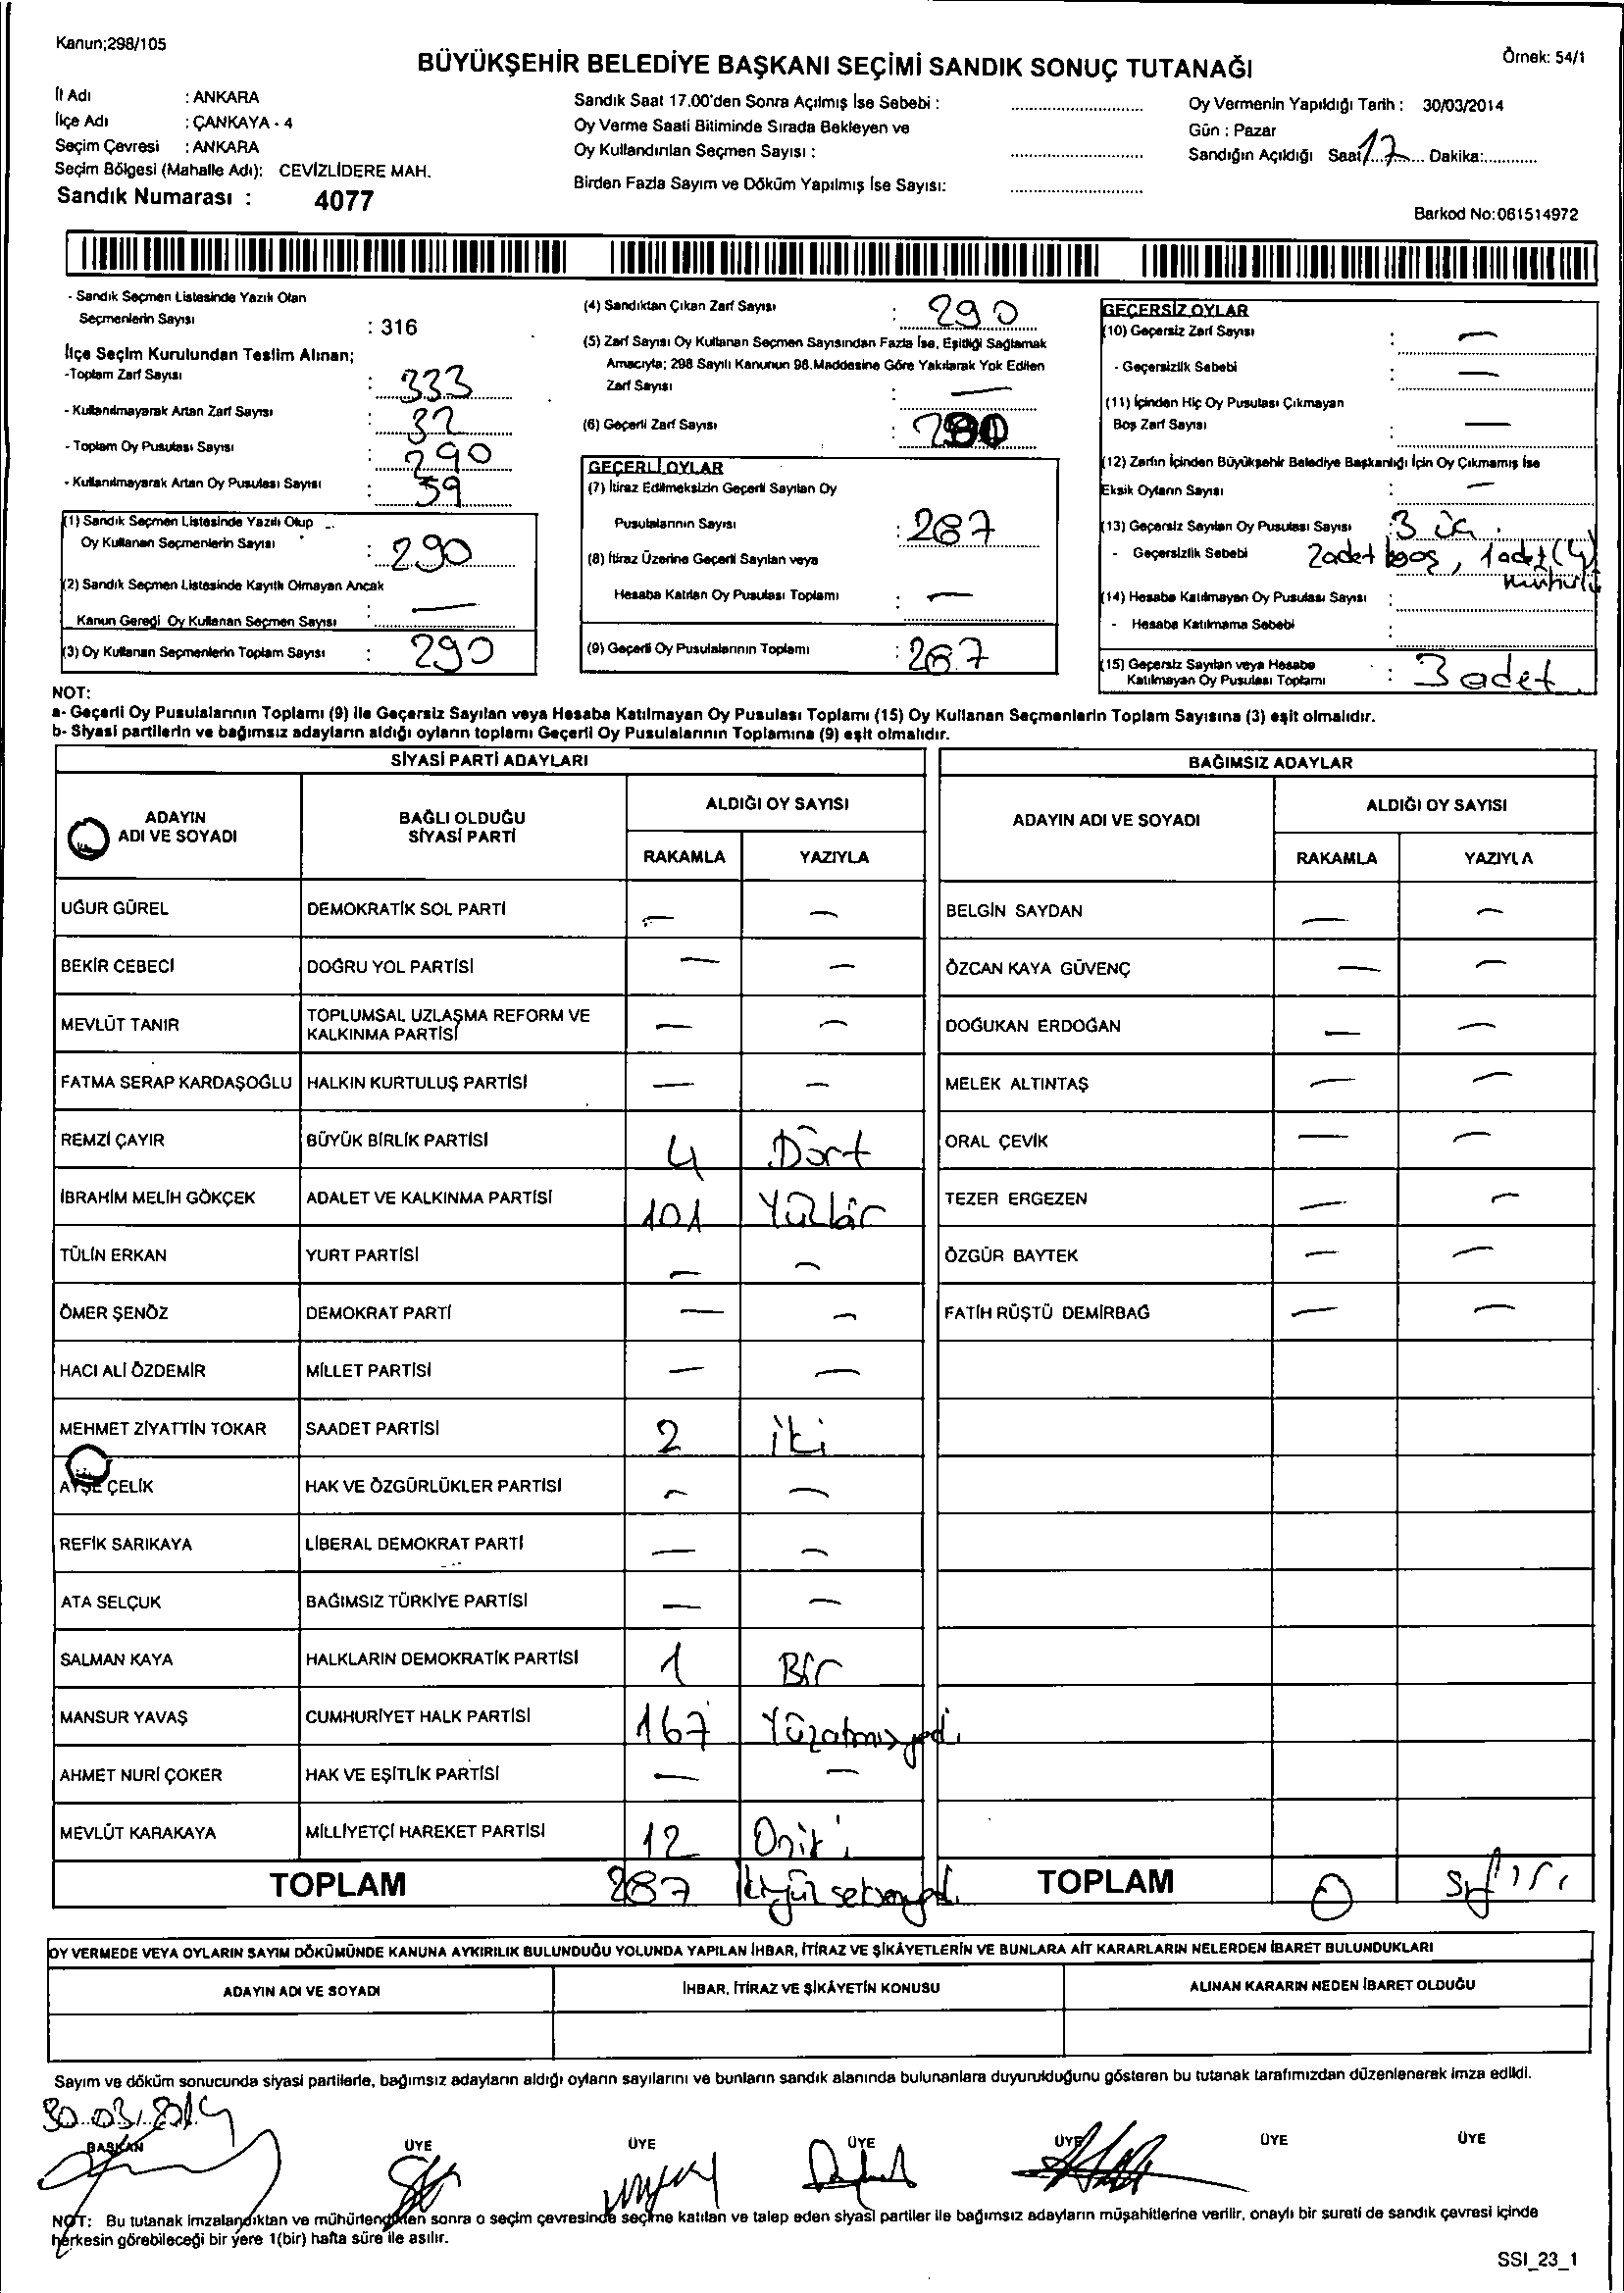 Kanun;298/105
Örnek: 54/1
BÜYÜKŞEHİR BELEDİYE BAŞKANI SEÇİMİ SANDIK SONUÇ TUTANAĞI
İl Adı : ANKARA
İlçe Adı : ÇANKAYA - 4
Seçim Çevresi : ANKARA
Seçim Bölgesi (Mahalle Adı): CEVİZLİDERE MAH.
Sandık Numarası : 4077
Sandık Saat 17.00'den Sonra Açılmış İse Sebebi :
Oy Verme Saati Bitiminde Sırada Bekleyen ve
Oy Kullandırılan Seçmen Sayısı :
Birden Fazla Sayım ve Döküm Yapılmış İse Sayısı:
Oy Vermenin Yapıldığı Tarih : 30/03/2014
Gün : Pazar
Sandığın Açıldığı Saat 17 Dakika:
Barkod No:061514972
- Sandık Seçmen Listesinde Yazılı Olan
Seçmenlerin Sayısı : 316
İlçe Seçim Kurulundan Teslim Alınan;
-Toplam Zarf Sayısı : 333
- Kullanılmayarak Artan Zarf Sayısı : 32
- Toplam Oy Pusulası Sayısı : 290
- Kullanılmayarak Artan Oy Pusulası Sayısı : 59
(1) Sandık Seçmen Listesinde Yazılı Olup
Oy Kullanan Seçmenlerin Sayısı : 290
(2) Sandık Seçmen Listesinde Kayıtlı Olmayan Ancak
Kanun Gereği Oy Kullanan Seçmen Sayısı : —
(3) Oy Kullanan Seçmenlerin Toplam Sayısı : 290
(4) Sandıktan Çıkan Zarf Sayısı : 290
(5) Zarf Sayısı Oy Kullanan Seçmen Sayısından Fazla İse, Eşitliği Sağlamak
Amacıyla; 298 Sayılı Kanunun 98.Maddesine Göre Yakılarak Yok Edilen
Zarf Sayısı : —
(6) Geçerli Zarf Sayısı :
GEÇERLİ OYLAR
(7) İtiraz Edilmeksizin Geçerli Sayılan Oy
Pusulalarının Sayısı : 287
(8) İtiraz Üzerine Geçerli Sayılan veya
Hesaba Katılan Oy Pusulası Toplamı : —
(9) Geçerli Oy Pusulalarının Toplamı : 287
GEÇERSİZ OYLAR
(10) Geçersiz Zarf Sayısı : —
- Geçersizlik Sebebi : —
(11) İçinden Hiç Oy Pusulası Çıkmayan
Boş Zarf Sayısı : —
(12) Zarfın İçinden Büyükşehir Belediye Başkanlığı İçin Oy Çıkmamış İse
Eksik Oyların Sayısı : —
(13) Geçersiz Sayılan Oy Pusulası Sayısı : 3 üç
- Geçersizlik Sebebi 2 adet boş, 1 adet (4)
mühürlü
(14) Hesaba Katılmayan Oy Pusulası Sayısı :
- Hesaba Katılmama Sebebi :
(15) Geçersiz Sayılan veya Hesaba
Katılmayan Oy Pusulası Toplamı : 3 adet
NOT:
a- Geçerli Oy Pusulalarının Toplamı (9) ile Geçersiz Sayılan veya Hesaba Katılmayan Oy Pusulası Toplamı (15) Oy Kullanan Seçmenlerin Toplam Sayısına (3) eşit olmalıdır.
b- Siyasi partilerin ve bağımsız adayların aldığı oyların toplamı Geçerli Oy Pusulalarının Toplamına (9) eşit olmalıdır.
SİYASİ PARTİ ADAYLARI
ADAYIN ADI VE SOYADI BAĞLI OLDUĞU SİYASİ PARTİ ALDIĞI OY SAYISI
RAKAMLA YAZIYLA
UĞUR GÜREL DEMOKRATİK SOL PARTİ — —
BEKİR CEBECİ DOĞRU YOL PARTİSİ — —
MEVLÜT TANIR TOPLUMSAL UZLAŞMA REFORM VE KALKINMA PARTİSİ — —
FATMA SERAP KARDAŞOĞLU HALKIN KURTULUŞ PARTİSİ — —
REMZİ ÇAYIR BÜYÜK BİRLİK PARTİSİ 4 Dört
İBRAHİM MELİH GÖKÇEK ADALET VE KALKINMA PARTİSİ 101 Yüzbir
TÜLİN ERKAN YURT PARTİSİ — —
ÖMER ŞENÖZ DEMOKRAT PARTİ — —
HACI ALİ ÖZDEMİR MİLLET PARTİSİ — —
MEHMET ZİYATTİN TOKAR SAADET PARTİSİ 2 iki
AYŞE ÇELİK HAK VE ÖZGÜRLÜKLER PARTİSİ — —
REFİK SARIKAYA LİBERAL DEMOKRAT PARTİ — —
ATA SELÇUK BAĞIMSIZ TÜRKİYE PARTİSİ — —
SALMAN KAYA HALKLARIN DEMOKRATİK PARTİSİ 1 Bir
MANSUR YAVAŞ CUMHURİYET HALK PARTİSİ 167 Yüzatmışyedi
AHMET NURİ ÇOKER HAK VE EŞİTLİK PARTİSİ — —
MEVLÜT KARAKAYA MİLLİYETÇİ HAREKET PARTİSİ 12 Oniki
TOPLAM 287 ikiyüzseksenyedi
BAĞIMSIZ ADAYLAR
ADAYIN ADI VE SOYADI ALDIĞI OY SAYISI
RAKAMLA YAZIYLA
BELGİN SAYDAN — —
ÖZCAN KAYA GÜVENÇ — —
DOĞUKAN ERDOĞAN — —
MELEK ALTINTAŞ — —
ORAL ÇEVİK — —
TEZER ERGEZEN — —
ÖZGÜR BAYTEK — —
FATİH RÜŞTÜ DEMİRBAĞ — —
TOPLAM 0 sıfır
OY VERMEDE VEYA OYLARIN SAYIM DÖKÜMÜNDE KANUNA AYKIRILIK BULUNDUĞU YOLUNDA YAPILAN İHBAR, İTİRAZ VE ŞİKÂYETLERİN VE BUNLARA AİT KARARLARIN NELERDEN İBARET BULUNDUKLARI
ADAYIN ADI VE SOYADI İHBAR, İTİRAZ VE ŞİKÂYETİN KONUSU ALINAN KARARIN NEDEN İBARET OLDUĞU
Sayım ve döküm sonucunda siyasi partilerle, bağımsız adayların aldığı oyların sayılarını ve bunların sandık alanında bulunanlara duyurulduğunu gösteren bu tutanak tarafımızdan düzenlenerek imza edildi.
30.03.2014
BAŞKAN ÜYE ÜYE ÜYE ÜYE ÜYE ÜYE
NOT: Bu tutanak imzalandıktan ve mühürlendikten sonra o seçim çevresinde seçime katılan ve talep eden siyasi partiler ile bağımsız adayların müşahitlerine verilir, onaylı bir sureti de sandık çevresi içinde
herkesin görebileceği bir yere 1(bir) hafta süre ile asılır.
SSI_23_1